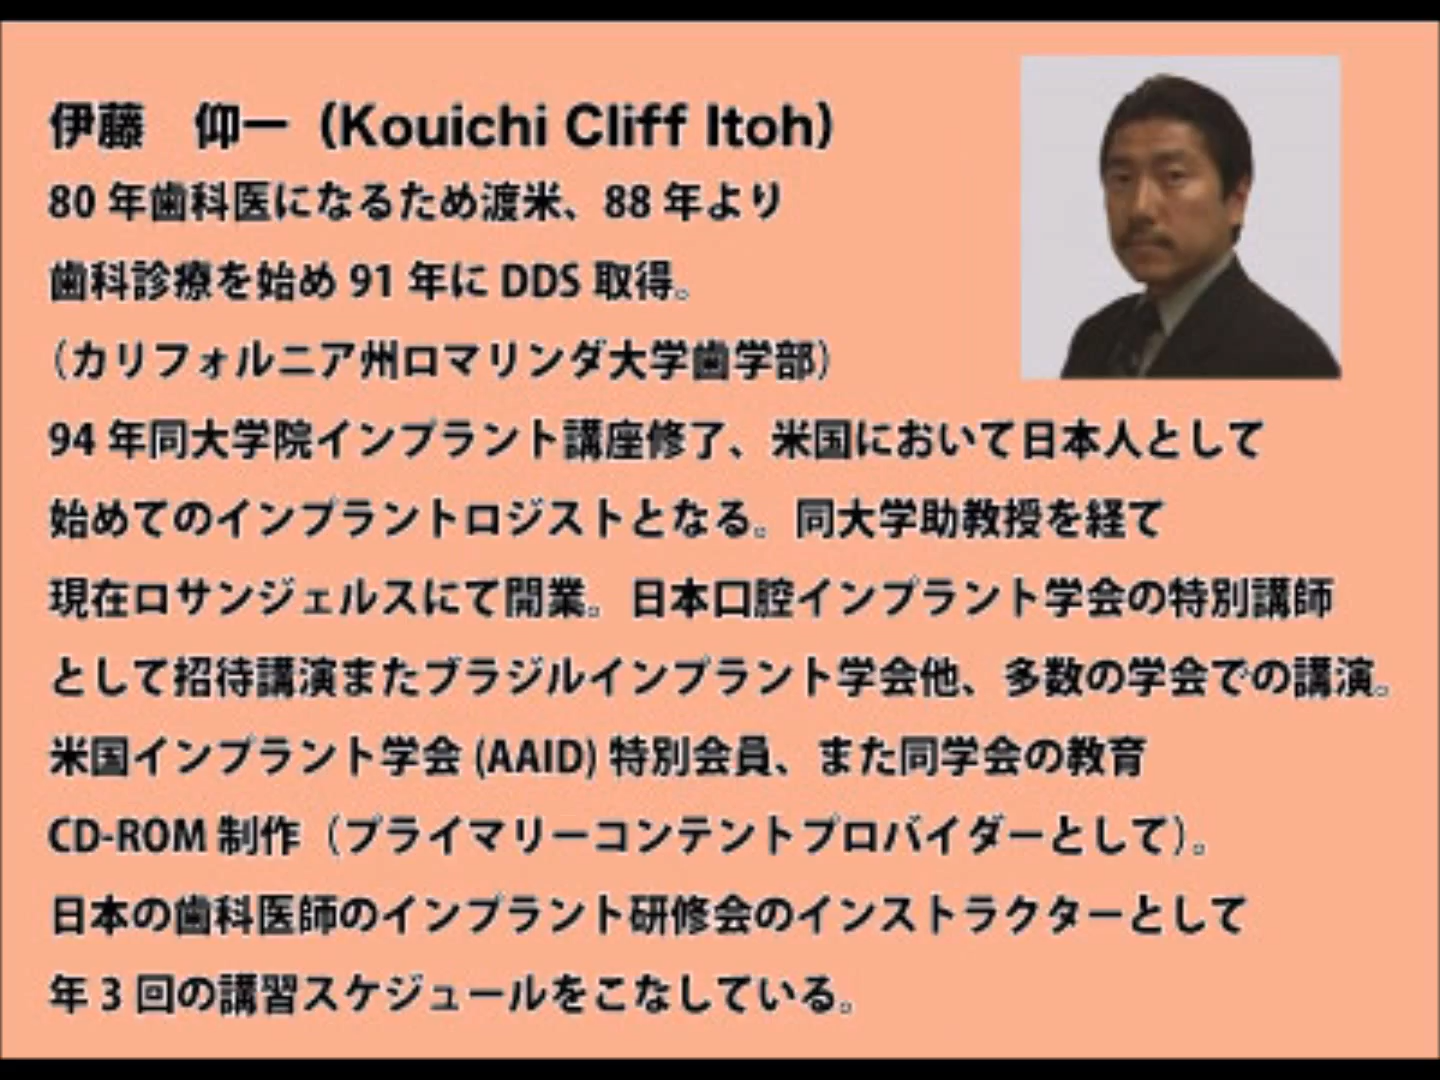 伊藤　仰一（Kouichi Cliff Itoh）
80 年歯科医になるため渡米、88 年より
歯科診療を始め 91 年に DDS 取得。
（カリフォルニア州ロマリンダ大学歯学部）
94 年同大学院インプラント講座修了、米国において日本人として
始めてのインプラントロジストとなる。同大学助教授を経て
現在ロサンジェルスにて開業。日本口腔インプラント学会の特別講師
として招待講演またブラジルインプラント学会他、多数の学会での講演。
米国インプラント学会 (AAID) 特別会員、また同学会の教育
CD-ROM 制作（プライマリーコンテントプロバイダーとして）。
日本の歯科医師のインプラント研修会のインストラクターとして
年 3 回の講習スケジュールをこなしている。